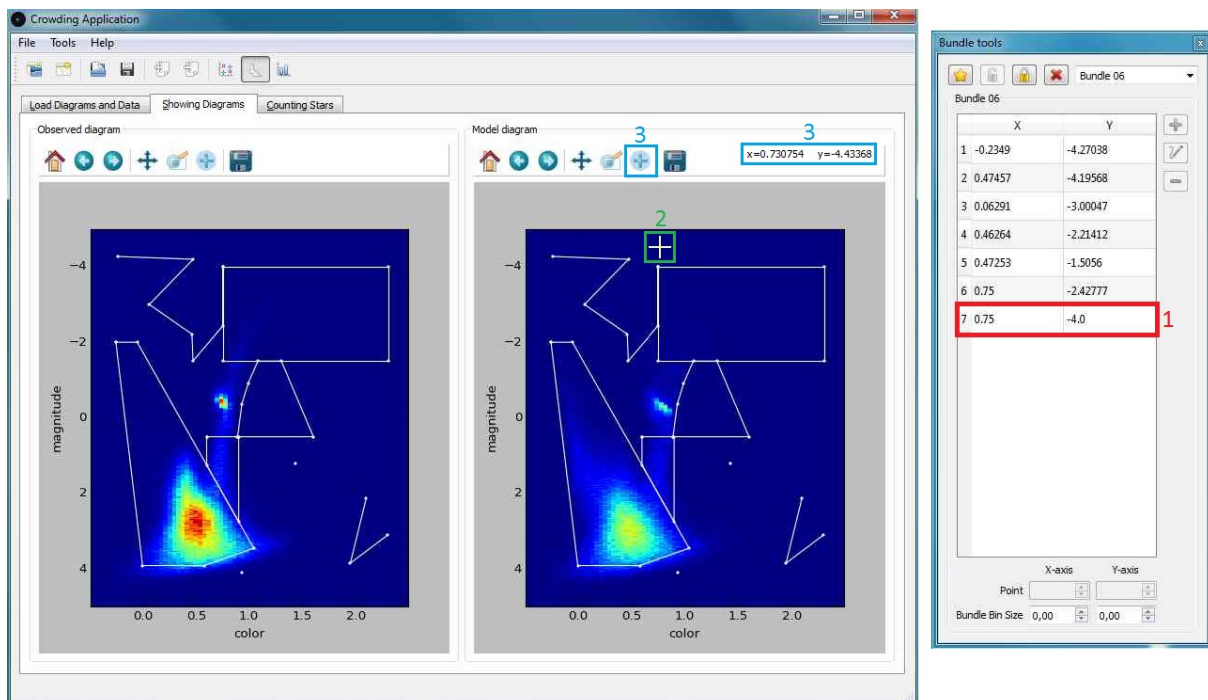 Crowding Application
File Tools Help
Load Diagrams and Data Showing Diagrams Counting Stars
Observed diagram
−4
−2
0
2
4
magnitude
0.0 0.5 1.0 1.5 2.0
color
Model diagram
3
3
x=0.730754 y=-4.43368
2
−4
−2
0
2
4
magnitude
0.0 0.5 1.0 1.5 2.0
color
Bundle tools
x
Bundle 06
Bundle 06
X Y
1 -0.2349 -4.27038
2 0.47457 -4.19568
3 0.06291 -3.00047
4 0.46264 -2.21412
5 0.47253 -1.5056
6 0.75 -2.42777
7 0.75 -4.0
1
X-axis Y-axis
Point
Bundle Bin Size 0,00 0,00